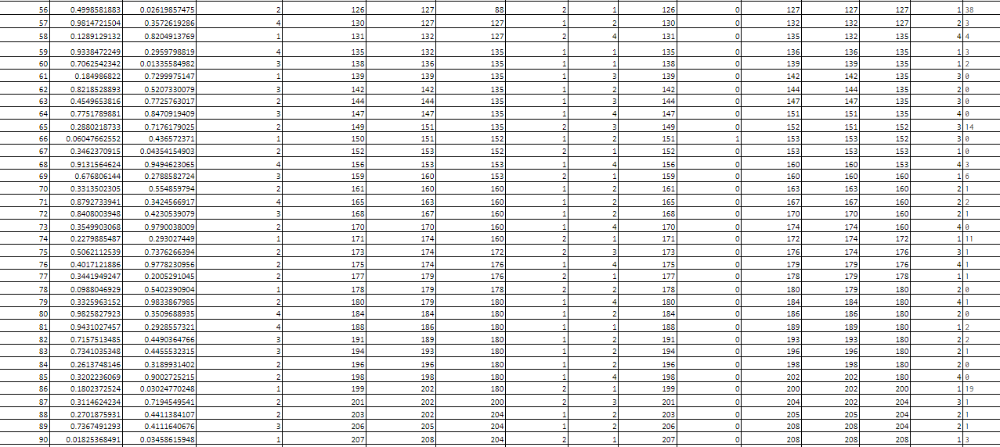 56 0.4998581883 0.02619857475 2 126 127 88 2 1 126 0 127 127 127 1 38
57 0.9814721504 0.3572619286 4 130 127 127 1 2 130 0 132 132 127 2 3
58 0.1289129132 0.8204913769 1 131 132 127 2 4 131 0 135 132 135 4 4
59 0.9338472249 0.2959798819 4 135 132 135 1 1 135 0 136 136 135 1 3
60 0.7062542342 0.01335584982 3 138 136 135 1 1 138 0 139 139 135 1 2
61 0.184986822 0.7299975147 1 139 139 135 1 3 139 0 142 142 135 3 0
62 0.8218528893 0.5207330079 3 142 142 135 1 2 142 0 144 144 135 2 0
63 0.4549653816 0.7725763017 2 144 144 135 1 3 144 0 147 147 135 3 0
64 0.7751789881 0.8470919409 3 147 147 135 1 4 147 0 151 151 135 4 0
65 0.2880218733 0.7176179025 2 149 151 135 2 3 149 0 152 151 152 3 14
66 0.06047662552 0.436572371 1 150 151 152 1 2 151 1 153 153 152 3 0
67 0.3462370915 0.04354154903 2 152 153 152 2 1 152 0 153 153 153 1 0
68 0.9131564624 0.9494623065 4 156 153 153 1 4 156 0 160 160 153 4 3
69 0.676806144 0.2788582724 3 159 160 153 2 1 159 0 160 160 160 1 6
70 0.3313502305 0.554859794 2 161 160 160 1 2 161 0 163 163 160 2 1
71 0.8792733941 0.3424566917 4 165 163 160 1 2 165 0 167 167 160 2 2
72 0.8408003948 0.4230539079 3 168 167 160 1 2 168 0 170 170 160 2 1
73 0.3549903068 0.9790038009 2 170 170 160 1 4 170 0 174 174 160 4 0
74 0.2279885487 0.293027449 1 171 174 160 2 1 171 0 172 174 172 1 11
75 0.5062112539 0.7376266394 2 173 174 172 2 3 173 0 176 174 176 3 1
76 0.4017121886 0.9778230956 2 175 174 176 1 4 175 0 179 179 176 4 1
77 0.3441949247 0.2005291045 2 177 179 176 2 1 177 0 178 179 178 1 1
78 0.0988046929 0.5402390904 1 178 179 178 2 2 178 0 180 179 180 2 0
79 0.3325963152 0.9833867985 2 180 179 180 1 4 180 0 184 184 180 4 1
80 0.9825827923 0.3509688935 4 184 184 180 1 2 184 0 186 186 180 2 0
81 0.9431027457 0.2928557321 4 188 186 180 1 1 188 0 189 189 180 1 2
82 0.7157513485 0.4490364766 3 191 189 180 1 2 191 0 193 193 180 2 2
83 0.7341035348 0.4455532315 3 194 193 180 1 2 194 0 196 196 180 2 1
84 0.2613748146 0.3189931402 2 196 196 180 1 2 196 0 198 198 180 2 0
85 0.3202236069 0.9002725215 2 198 198 180 1 4 198 0 202 202 180 4 0
86 0.1802372524 0.03024770248 1 199 202 180 2 1 199 0 200 202 200 1 19
87 0.3114624234 0.7194549541 2 201 202 200 2 3 201 0 204 202 204 3 1
88 0.2701875931 0.4411384107 2 203 202 204 1 2 203 0 205 205 204 2 1
89 0.7367491293 0.4111640676 3 206 205 204 1 2 206 0 208 208 204 2 1
90 0.01825368491 0.03458615948 1 207 208 204 2 1 207 0 208 208 208 1 3